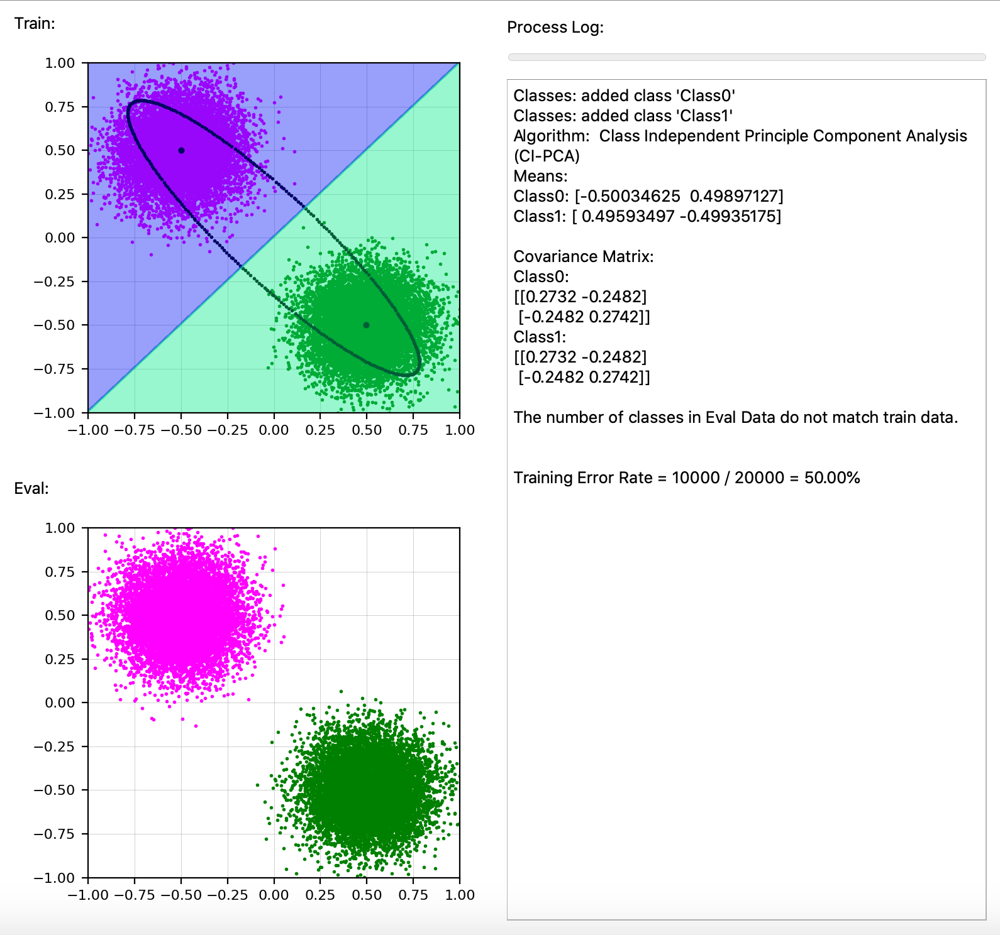 Train:
1.00
0.75
0.50
0.25
0.00
−0.25
−0.50
−0.75
−1.00
−1.00 −0.75 −0.50 −0.25 0.00 0.25 0.50 0.75 1.00
Eval:
1.00
0.75
0.50
0.25
0.00
−0.25
−0.50
−0.75
−1.00
−1.00 −0.75 −0.50 −0.25 0.00 0.25 0.50 0.75 1.00
Process Log:
Classes: added class 'Class0'
Classes: added class 'Class1'
Algorithm:  Class Independent Principle Component Analysis
(CI-PCA)
Means:
Class0: [-0.50034625  0.49897127]
Class1: [ 0.49593497 -0.49935175]
Covariance Matrix:
Class0:
[[0.2732 -0.2482]
[-0.2482 0.2742]]
Class1:
[[0.2732 -0.2482]
[-0.2482 0.2742]]
The number of classes in Eval Data do not match train data.
Training Error Rate = 10000 / 20000 = 50.00%